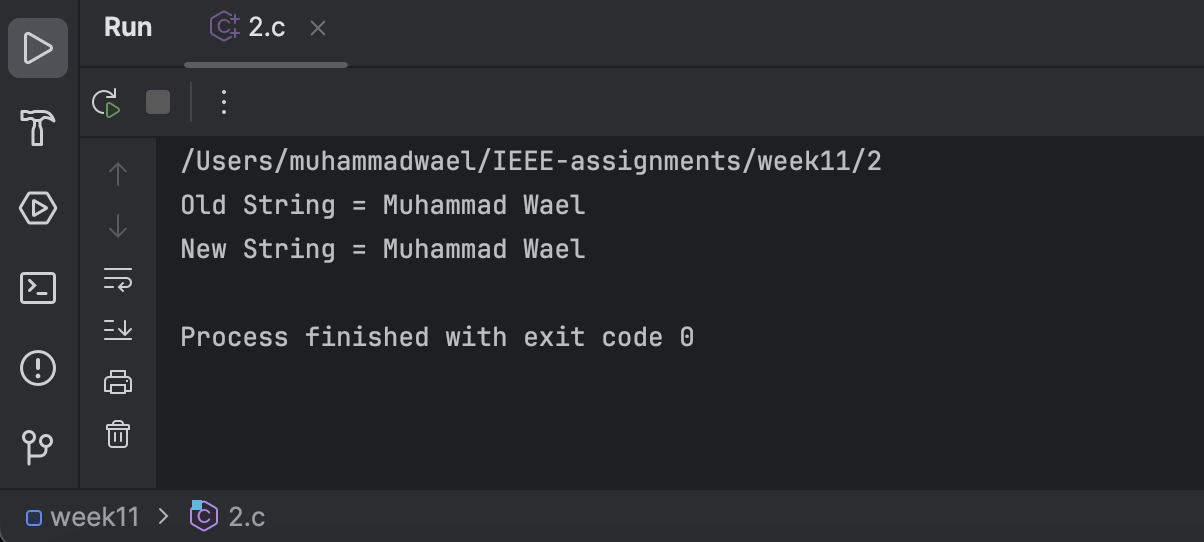 Run 2.c
/Users/muhammadwael/IEEE-assignments/week11/2
Old String = Muhammad Wael
New String = Muhammad Wael
Process finished with exit code 0
week11 > 2.c